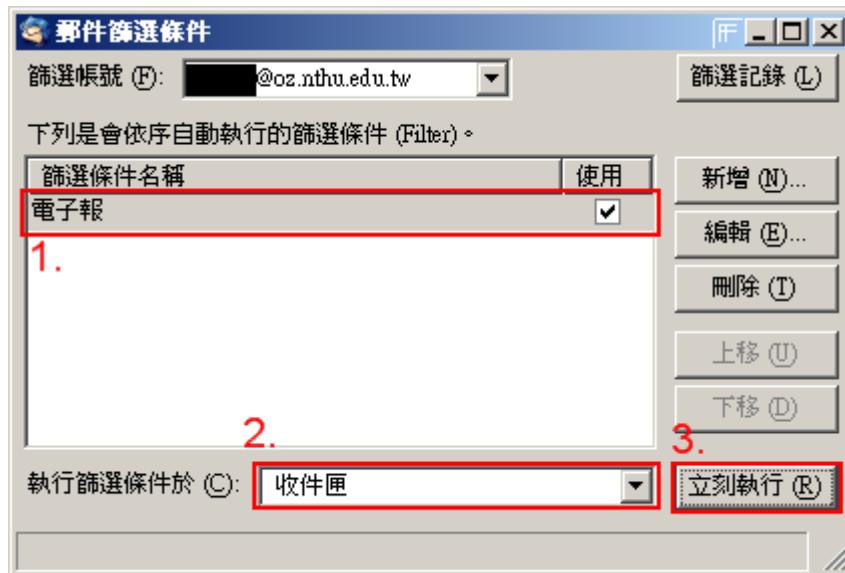 郵件篩選條件
篩選帳號 (F): @oz.nthu.edu.tw 篩選記錄 (L)
下列是會依序自動執行的篩選條件 (Filter)。
篩選條件名稱 使用 新增 (N)...
電子報
編輯 (E)...
1.
刪除 (T)
上移 (U)
下移 (D)
2. 3.
執行篩選條件於 (C): 收件匣 立刻執行 (R)